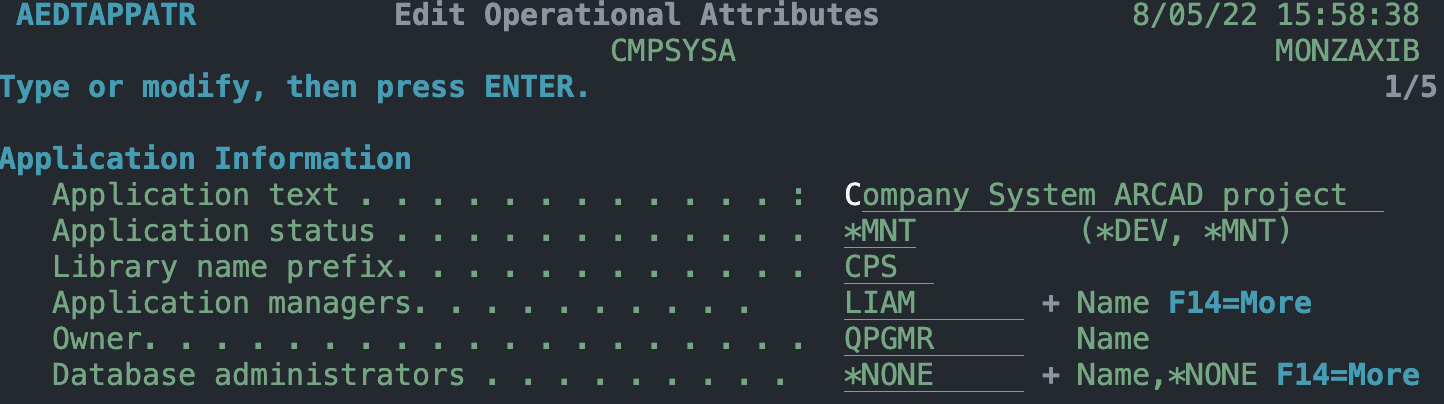 AEDTAPPATR Edit Operational Attributes 8/05/22 15:58:38
CMPSYSA MONZAXIB
Type or modify, then press ENTER. 1/5
Application Information
Application text . . . . . . . . . . . . : Company System ARCAD project
Application status . . . . . . . . . . . . *MNT (*DEV, *MNT)
Library name prefix. . . . . . . . . . . . CPS
Application managers. . . . . . . . . . LIAM + Name F14=More
Owner. . . . . . . . . . . . . . . . . . . QPGMR Name
Database administrators . . . . . . . . . *NONE + Name,*NONE F14=More